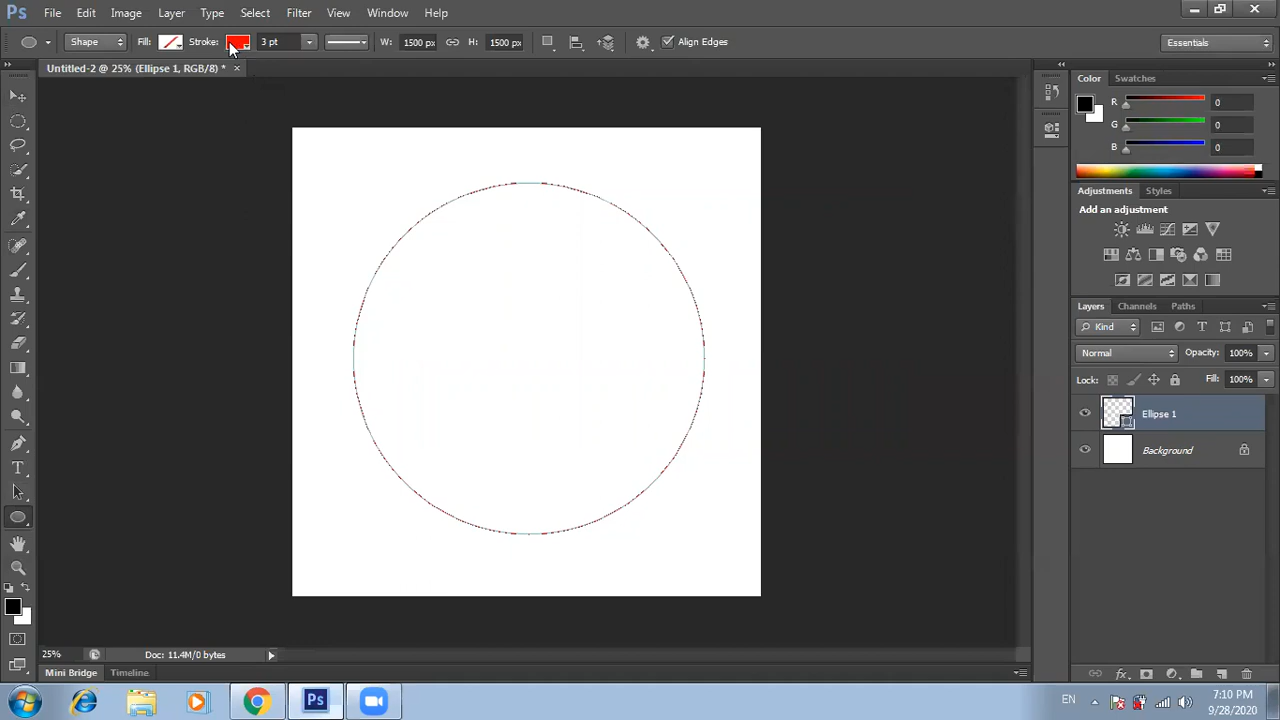 Ps File Edit Image Layer Type Select Filter View Window Help
Shape Fill: Stroke: 3 pt W: 1500 px H: 1500 px Align Edges Essentials
Untitled-2 @ 25% (Ellipse 1, RGB/8) * ×
Color Swatches
R 0
G 0
B 0
Adjustments Styles
Add an adjustment
Layers Channels Paths
Kind
Normal Opacity: 100%
Lock: Fill: 100%
Ellipse 1
Background
T
25% Doc: 11.4M/0 bytes
Mini Bridge Timeline
Ps EN 7:10 PM
9/28/2020